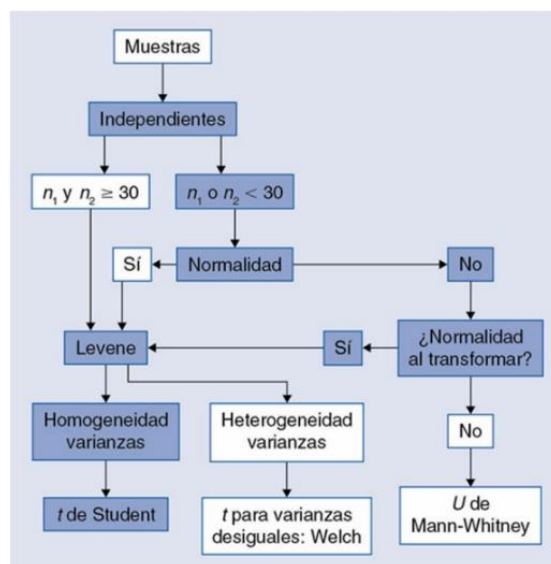 Muestras
Independientes
n₁ y n₂ ≥ 30
n₁ o n₂ < 30
Sí
Normalidad
No
Levene
Sí
¿Normalidad
al transformar?
Homogeneidad
varianzas
Heterogeneidad
varianzas
No
t de Student
t para varianzas
desiguales: Welch
U de
Mann-Whitney